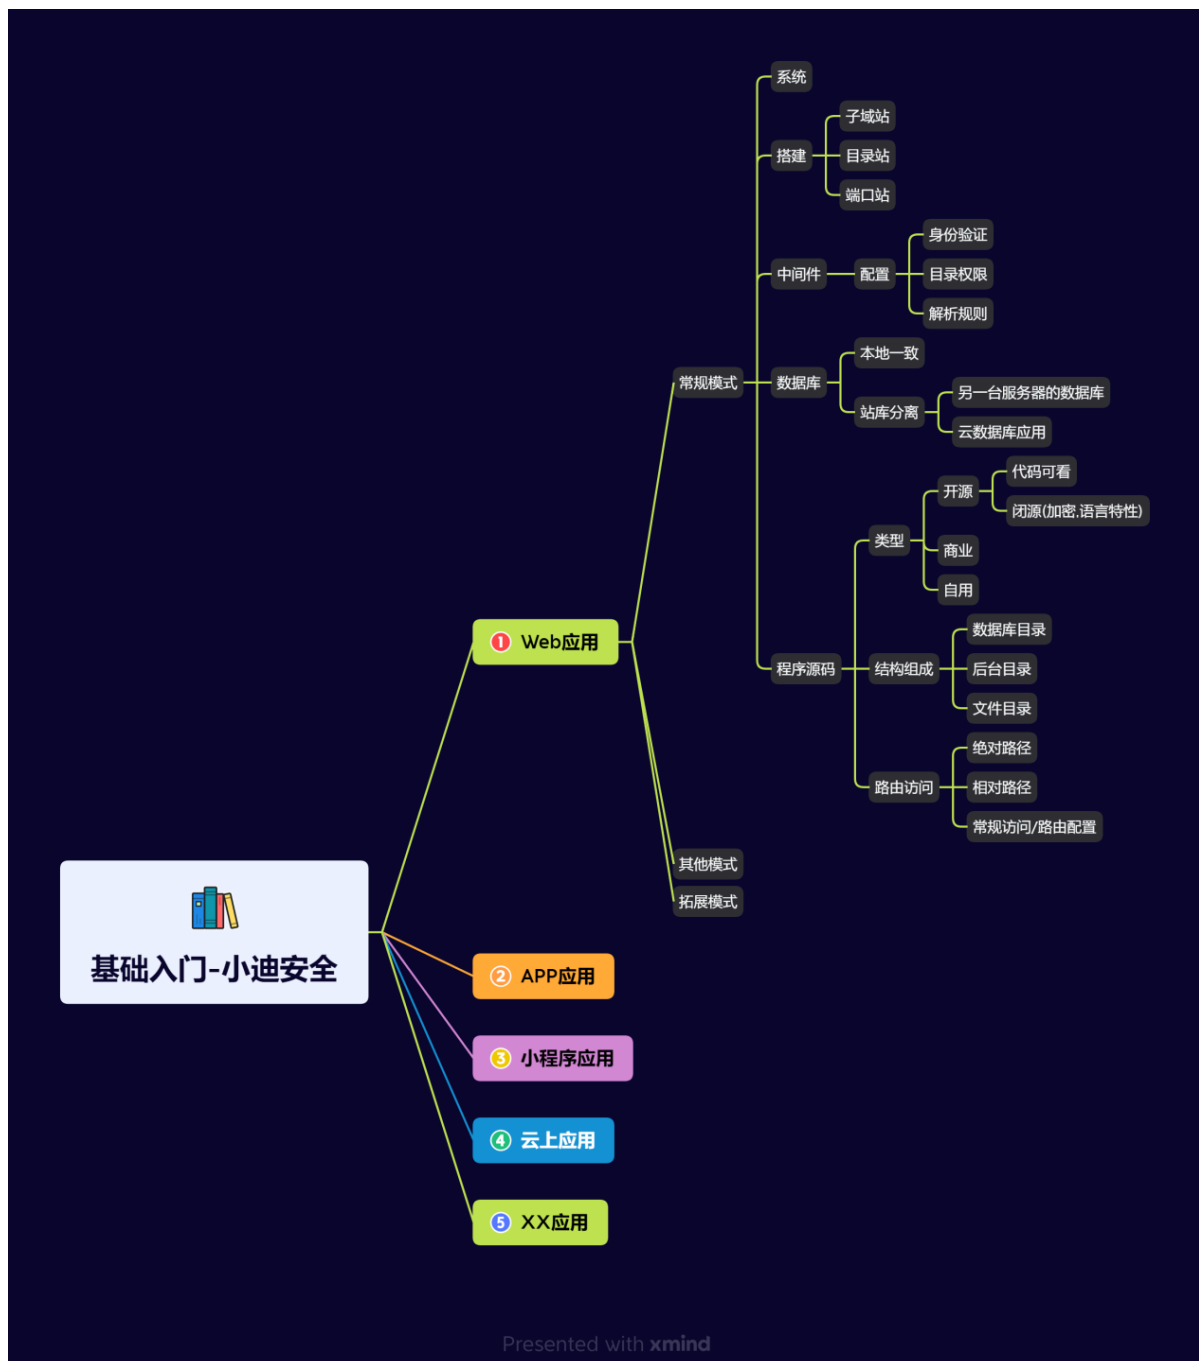 系统
子域站
搭建
目录站
端口站
身份验证
中间件
配置
目录权限
解析规则
本地一致
常规模式
数据库
另一台服务器的数据库
站库分离
云数据库应用
代码可看
开源
闭源(加密,语言特性)
类型
商业
自用
数据库目录
① Web应用
程序源码
结构组成
后台目录
文件目录
绝对路径
路由访问
相对路径
常规访问/路由配置
其他模式
拓展模式
基础入门-小迪安全
② APP应用
③ 小程序应用
④ 云上应用
⑤ XX应用
Presented with xmind